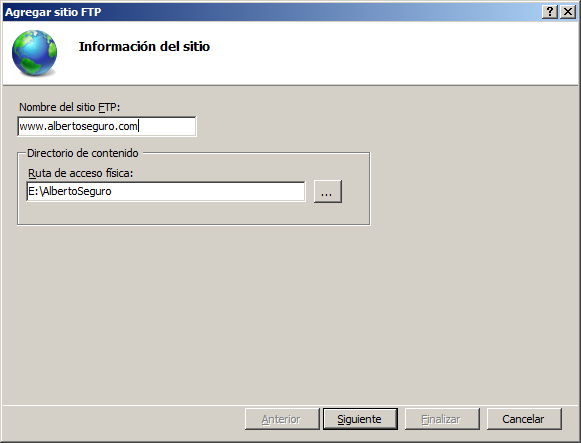 Agregar sitio FTP
Información del sitio
Nombre del sitio FTP:
www.albertoseguro.com
Directorio de contenido
Ruta de acceso física:
E:\AlbertoSeguro
...
Anterior Siguiente Finalizar Cancelar